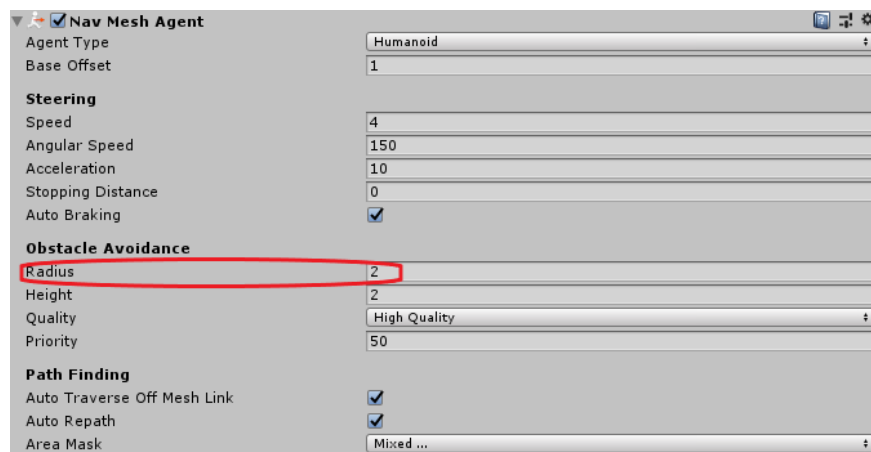 Nav Mesh Agent
Agent Type Humanoid
Base Offset 1
Steering
Speed 4
Angular Speed 150
Acceleration 10
Stopping Distance 0
Auto Braking
Obstacle Avoidance
Radius 2
Height 2
Quality High Quality
Priority 50
Path Finding
Auto Traverse Off Mesh Link
Auto Repath
Area Mask Mixed ...